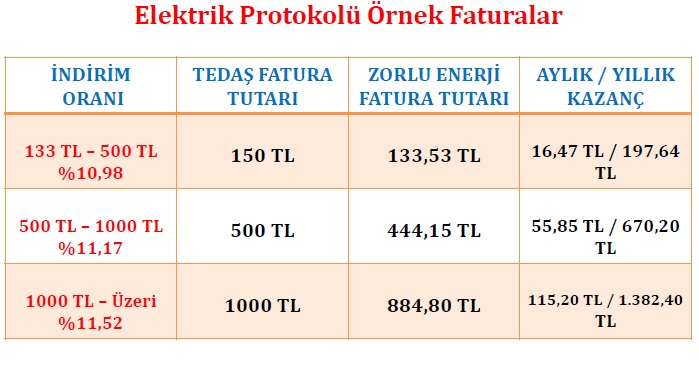 Elektrik Protokolü Örnek Faturalar
İNDİRİM
ORANI
TEDAŞ FATURA
TUTARI
ZORLU ENERJİ
FATURA TUTARI
AYLIK / YILLIK
KAZANÇ
133 TL – 500 TL
%10,98
150 TL
133,53 TL
16,47 TL / 197,64
TL
500 TL – 1000 TL
%11,17
500 TL
444,15 TL
55,85 TL / 670,20
TL
1000 TL – Üzeri
%11,52
1000 TL
884,80 TL
115,20 TL / 1.382,40
TL